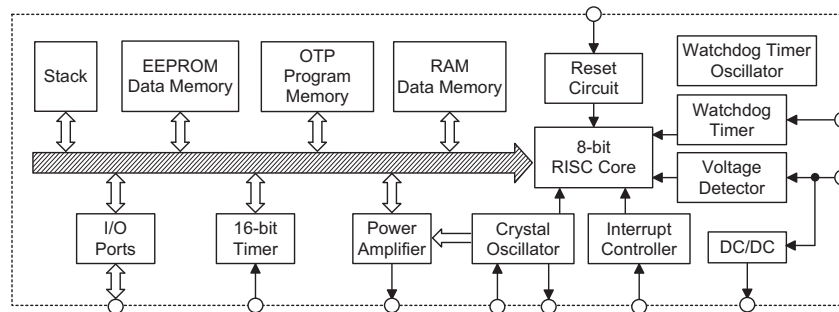 Stack
EEPROM
Data Memory
OTP
Program
Memory
RAM
Data Memory
Reset
Circuit
Watchdog Timer
Oscillator
Watchdog
Timer
8-bit
RISC Core
Voltage
Detector
I/O
Ports
16-bit
Timer
Power
Amplifier
Crystal
Oscillator
Interrupt
Controller
DC/DC